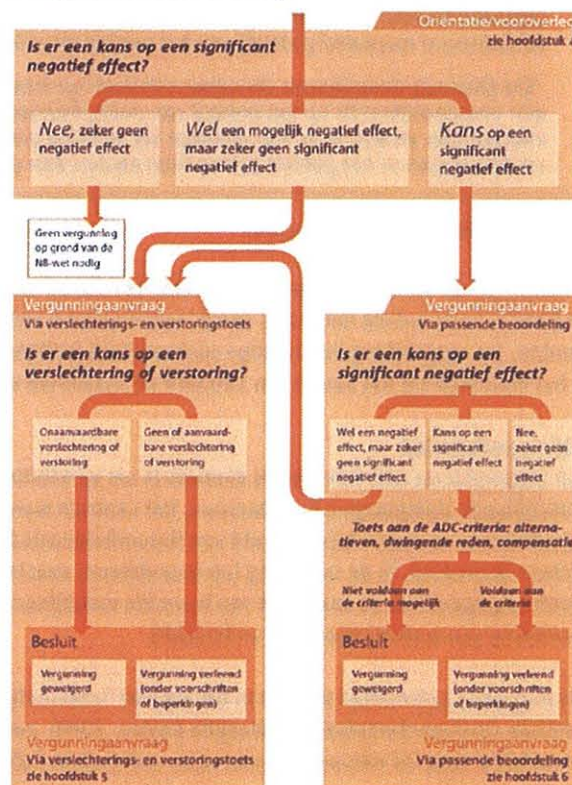 Oriëntatie/vooroverleg
zie hoofdstuk 4
Is er een kans op een significant
negatief effect?
Nee, zeker geen
negatief effect
Wel een mogelijk negatief effect,
maar zeker geen significant
negatief effect
Kans op een
significant
negatief effect
Geen vergunning
op grond van de
NB-wet nodig
Vergunningaanvraag
Via verslechterings- en verstoringstoets
Is er een kans op een
verslechtering of verstoring?
Onaanvaardbare
verslechtering of
verstoring
Geen of aanvaard-
bare verslechtering
of verstoring
Besluit
Vergunning
geweigerd
Vergunning verleend
(onder voorschriften
of beperkingen)
Vergunningaanvraag
Via verslechterings- en verstoringstoets
zie hoofdstuk 5
Vergunningaanvraag
Via passende beoordeling
Is er een kans op een
significant negatief effect?
Wel een negatief
effect, maar zeker
geen significant
negatief effect
Kans op een
significant
negatief effect
Nee,
zeker geen
negatief
effect
Toets aan de ADC-criteria: alterna-
tieven, dwingende reden, compensatie
Niet voldaan aan
de criteria mogelijk
Voldaan aan
de criteria
Besluit
Vergunning
geweigerd
Vergunning verleend
(onder voorschriften
of beperkingen)
Vergunningaanvraag
Via passende beoordeling
zie hoofdstuk 6